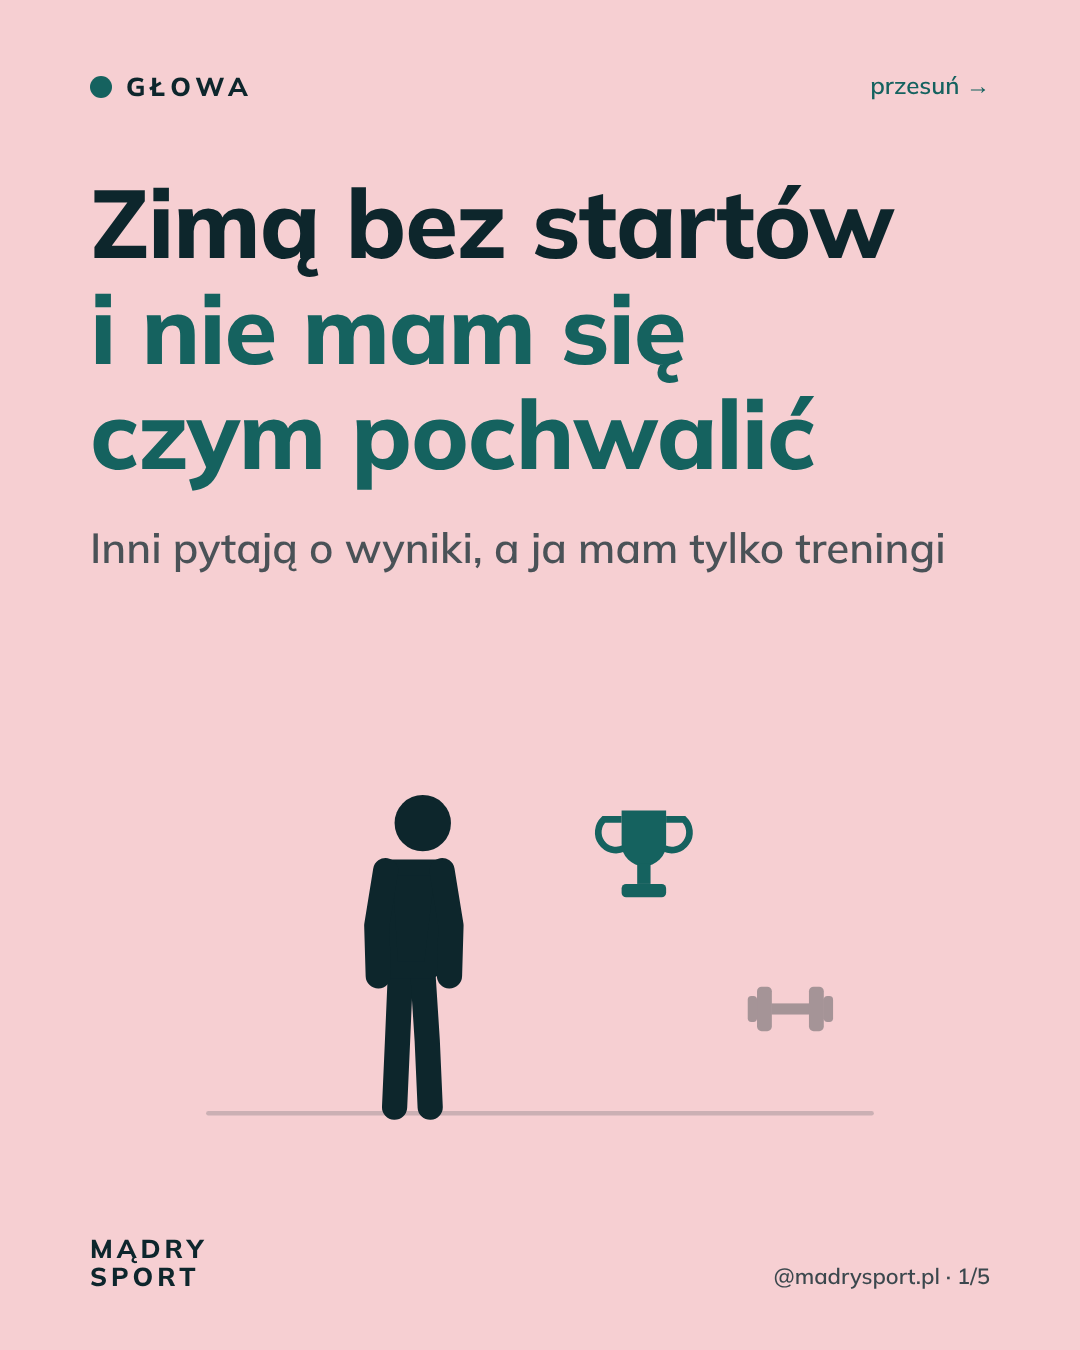 GŁOWA
przesuń →
Zimą bez startów
i nie mam się
czym pochwalić
Inni pytają o wyniki, a ja mam tylko treningi
MĄDRY
SPORT
@madrysport.pl · 1/5